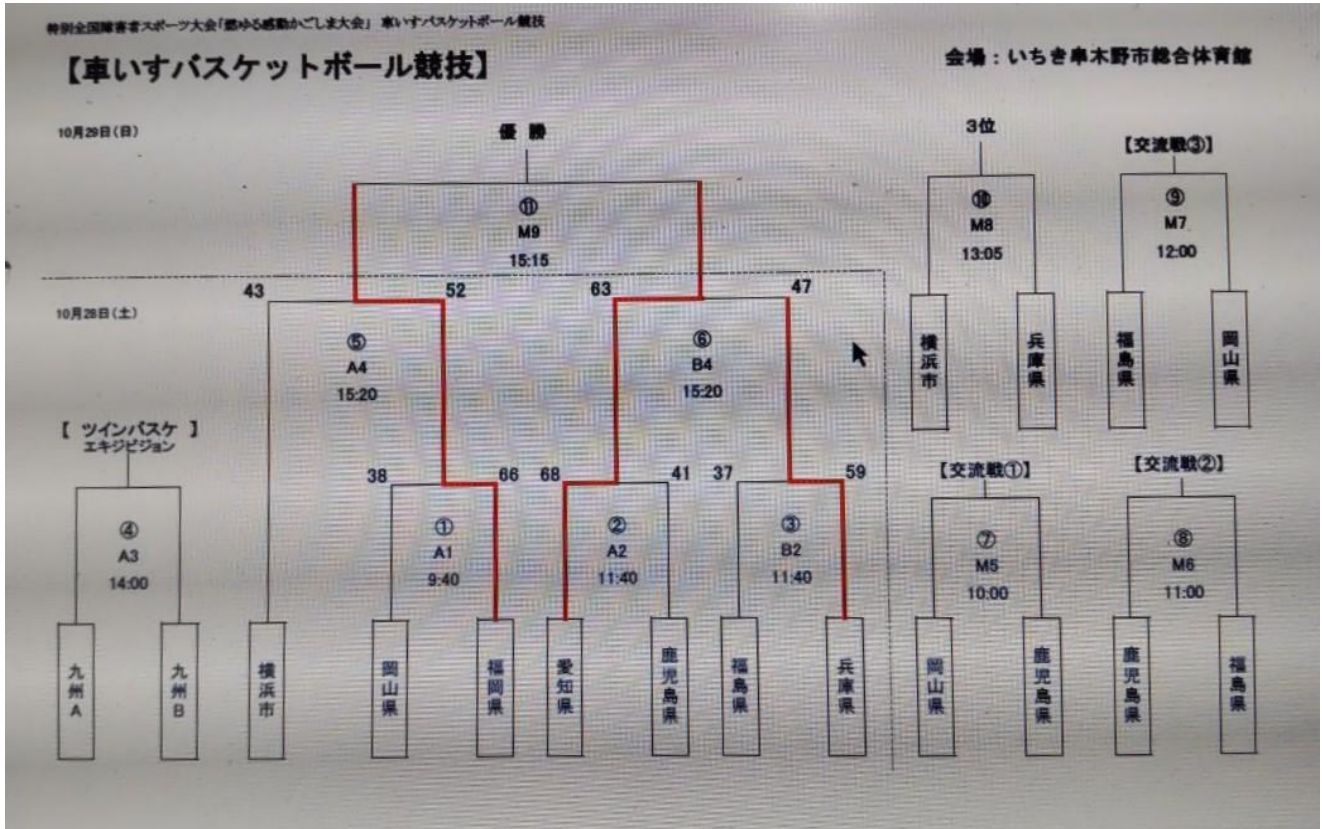 特別全国障害者スポーツ大会「燃ゆる感動かごしま大会」 車いすバスケットボール競技
【車いすバスケットボール競技】
会場：いちき串木野市総合体育館
10月29日（日）
優 勝
3位
【交流戦③】
⑪
M9
15:15
⑩
M8
13:05
⑨
M7
12:00
43
52
63
47
10月28日（土）
⑤
A4
15:20
⑥
B4
15:20
横浜市
兵庫県
福島県
岡山県
【 ツインバスケ 】
エキジビジョン
38
66
68
41
37
59
【交流戦①】
【交流戦②】
④
A3
14:00
①
A1
9:40
②
A2
11:40
③
B2
11:40
⑦
M5
10:00
⑧
M6
11:00
九州A
九州B
横浜市
岡山県
福岡県
愛知県
鹿児島県
福島県
兵庫県
岡山県
鹿児島県
鹿児島県
福島県